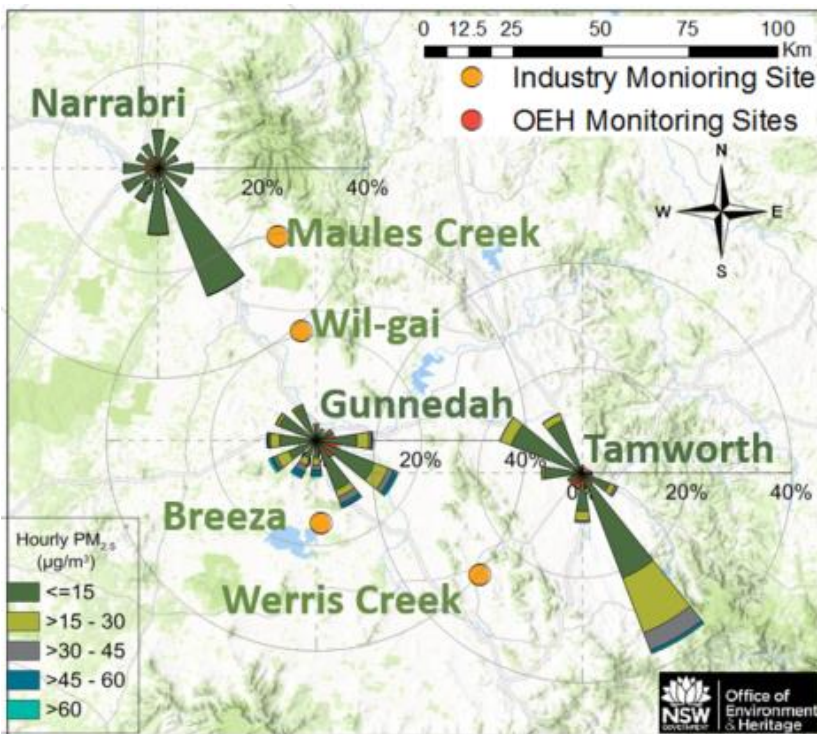 0 12.5 25 50 75 100
Km
Industry Monioring Site
OEH Monitoring Sites
Narrabri
N
W E
S
20% 40%
Maules Creek
Wil-gai
Gunnedah
20% 40%
Tamworth
0% 20% 40%
Breeza
Werris Creek
Hourly PM2.5
(µg/m³)
<=15
>15 - 30
>30 - 45
>45 - 60
>60
NSW
GOVERNMENT
Office of
Environment
& Heritage